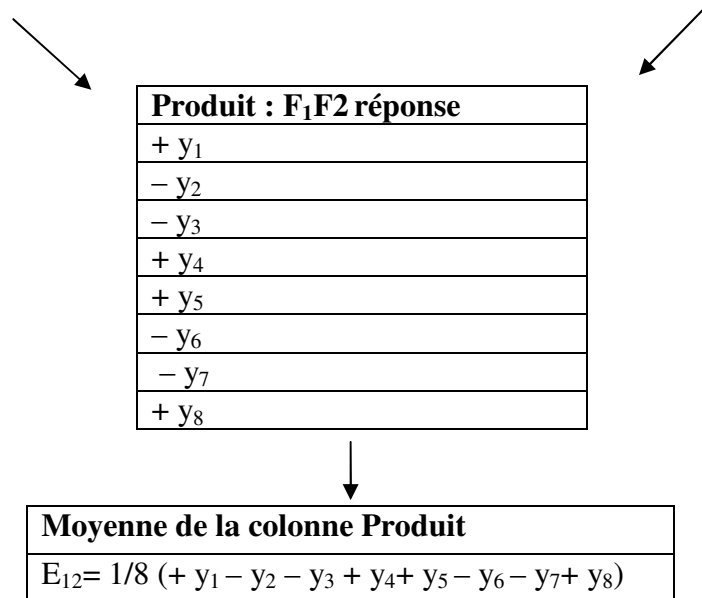 Produit : F₁F2 réponse
+ y₁
– y₂
– y₃
+ y₄
+ y₅
– y₆
– y₇
+ y₈
Moyenne de la colonne Produit
E₁₂= 1/8 (+ y₁ – y₂ – y₃ + y₄+ y₅ – y₆ – y₇+ y₈)